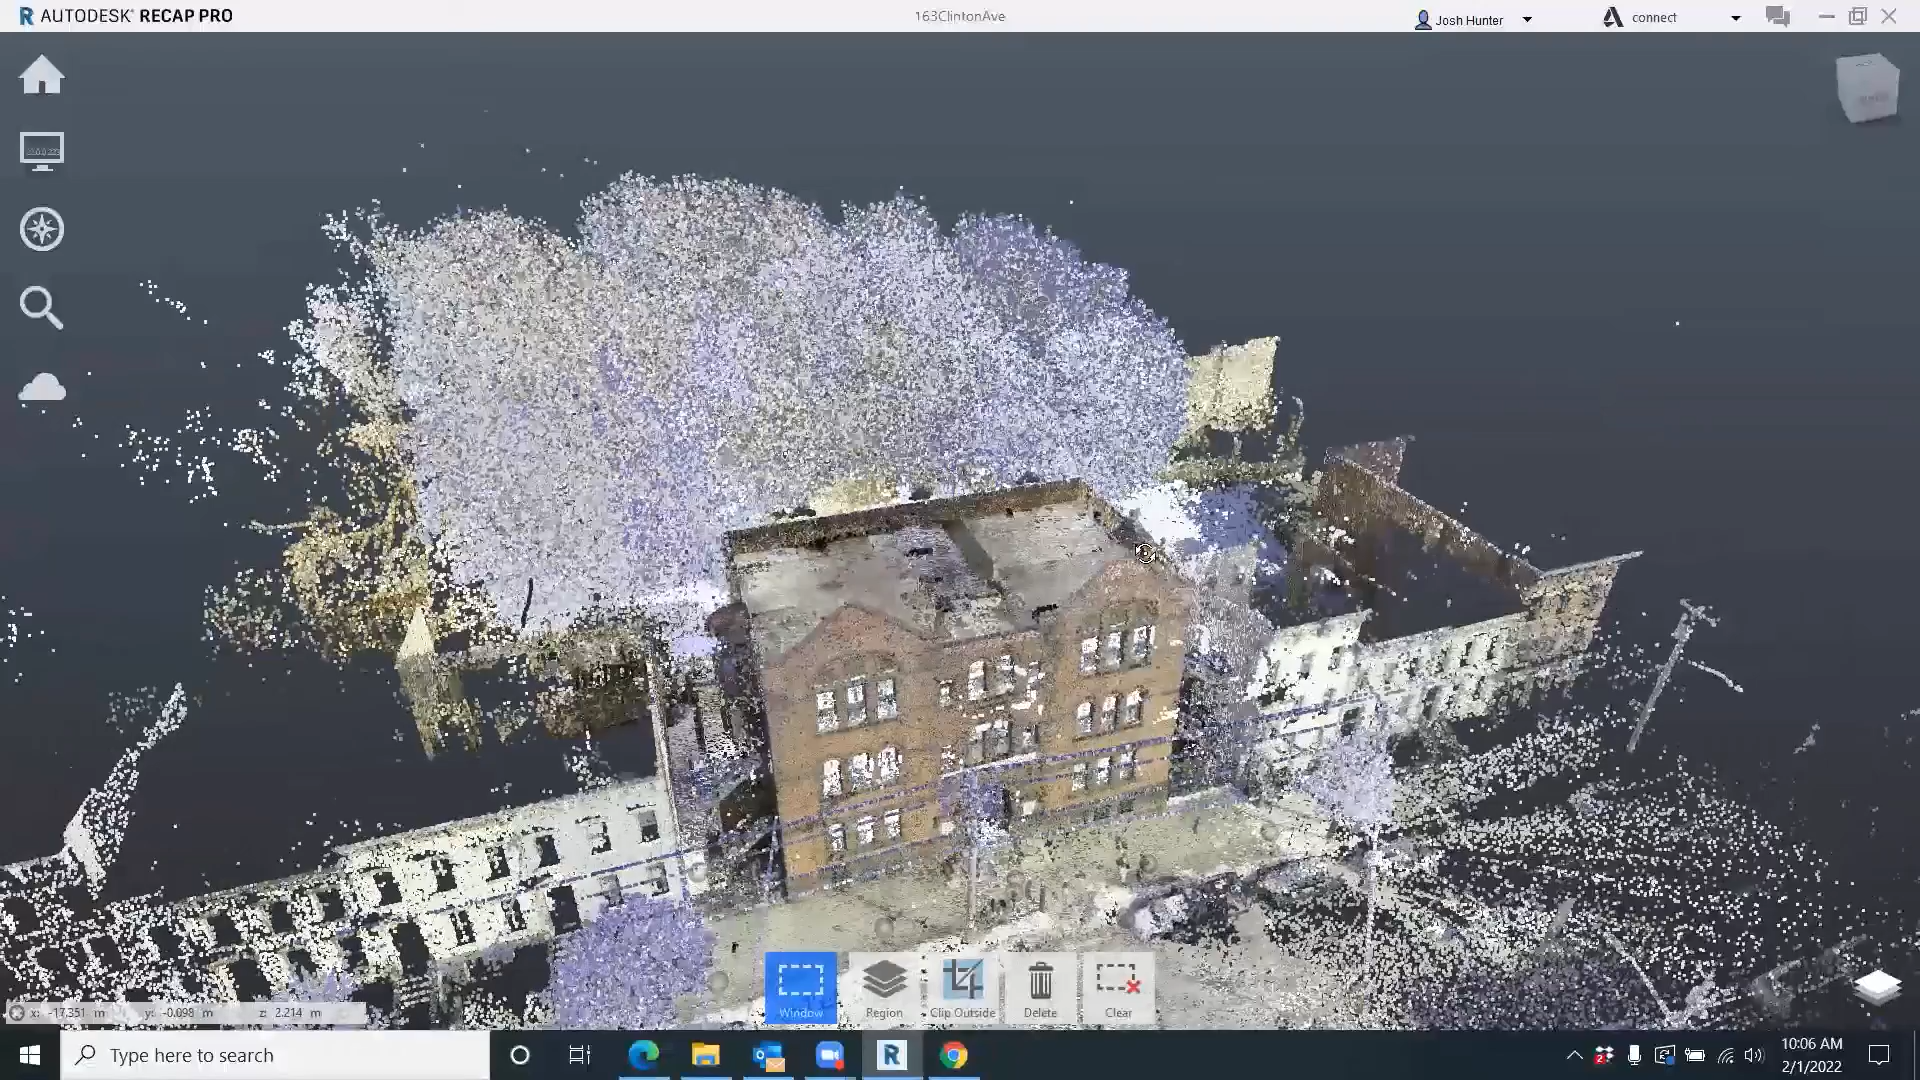 R AUTODESK® RECAP PRO
163ClintonAve
Josh Hunter
connect
x: -17.351 m y: -0.098 m z: 2.214 m
Window
Region
Clip Outside
Delete
Clear
Type here to search
R
2
10:06 AM
2/1/2022